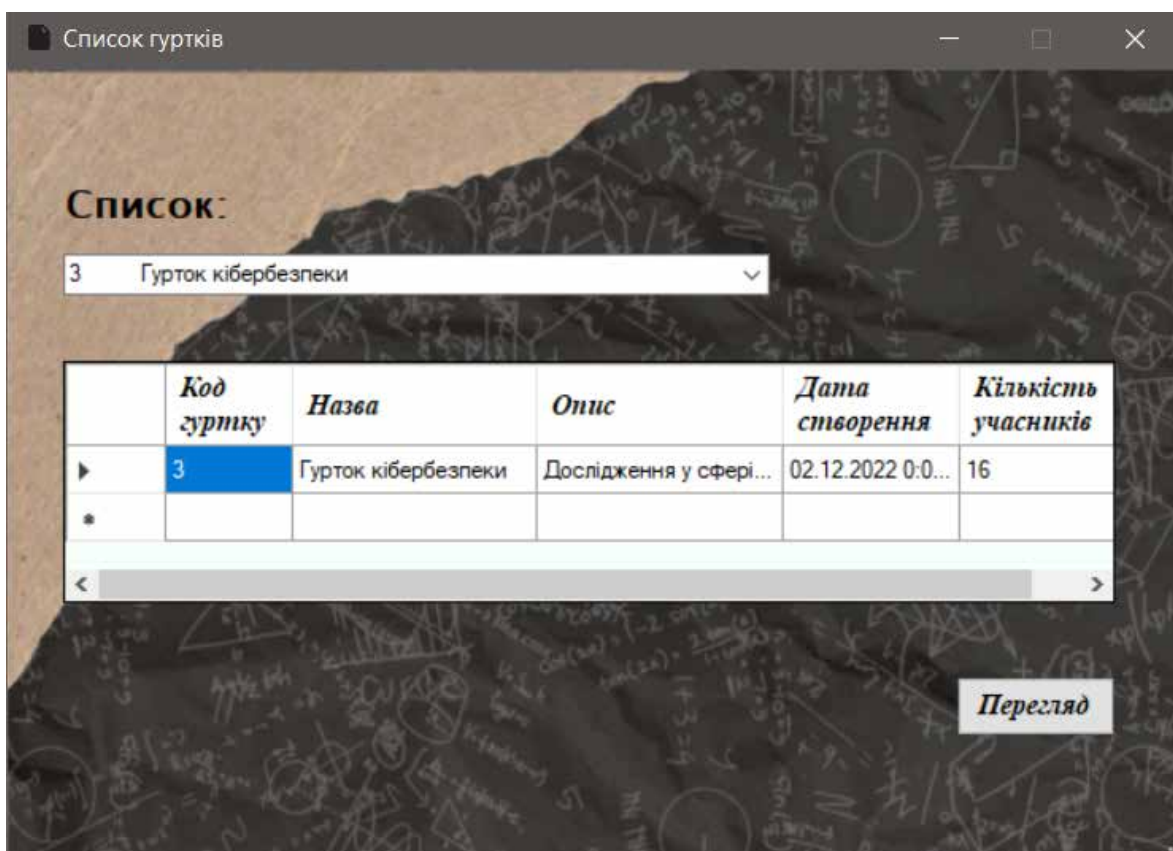 Список гуртків
Список:
3 Гурток кібербезпеки
Код гуртку Назва Опис Дата створення Кількість учасників
3 Гурток кібербезпеки Дослідження у сфері... 02.12.2022 0:0... 16
Перегляд